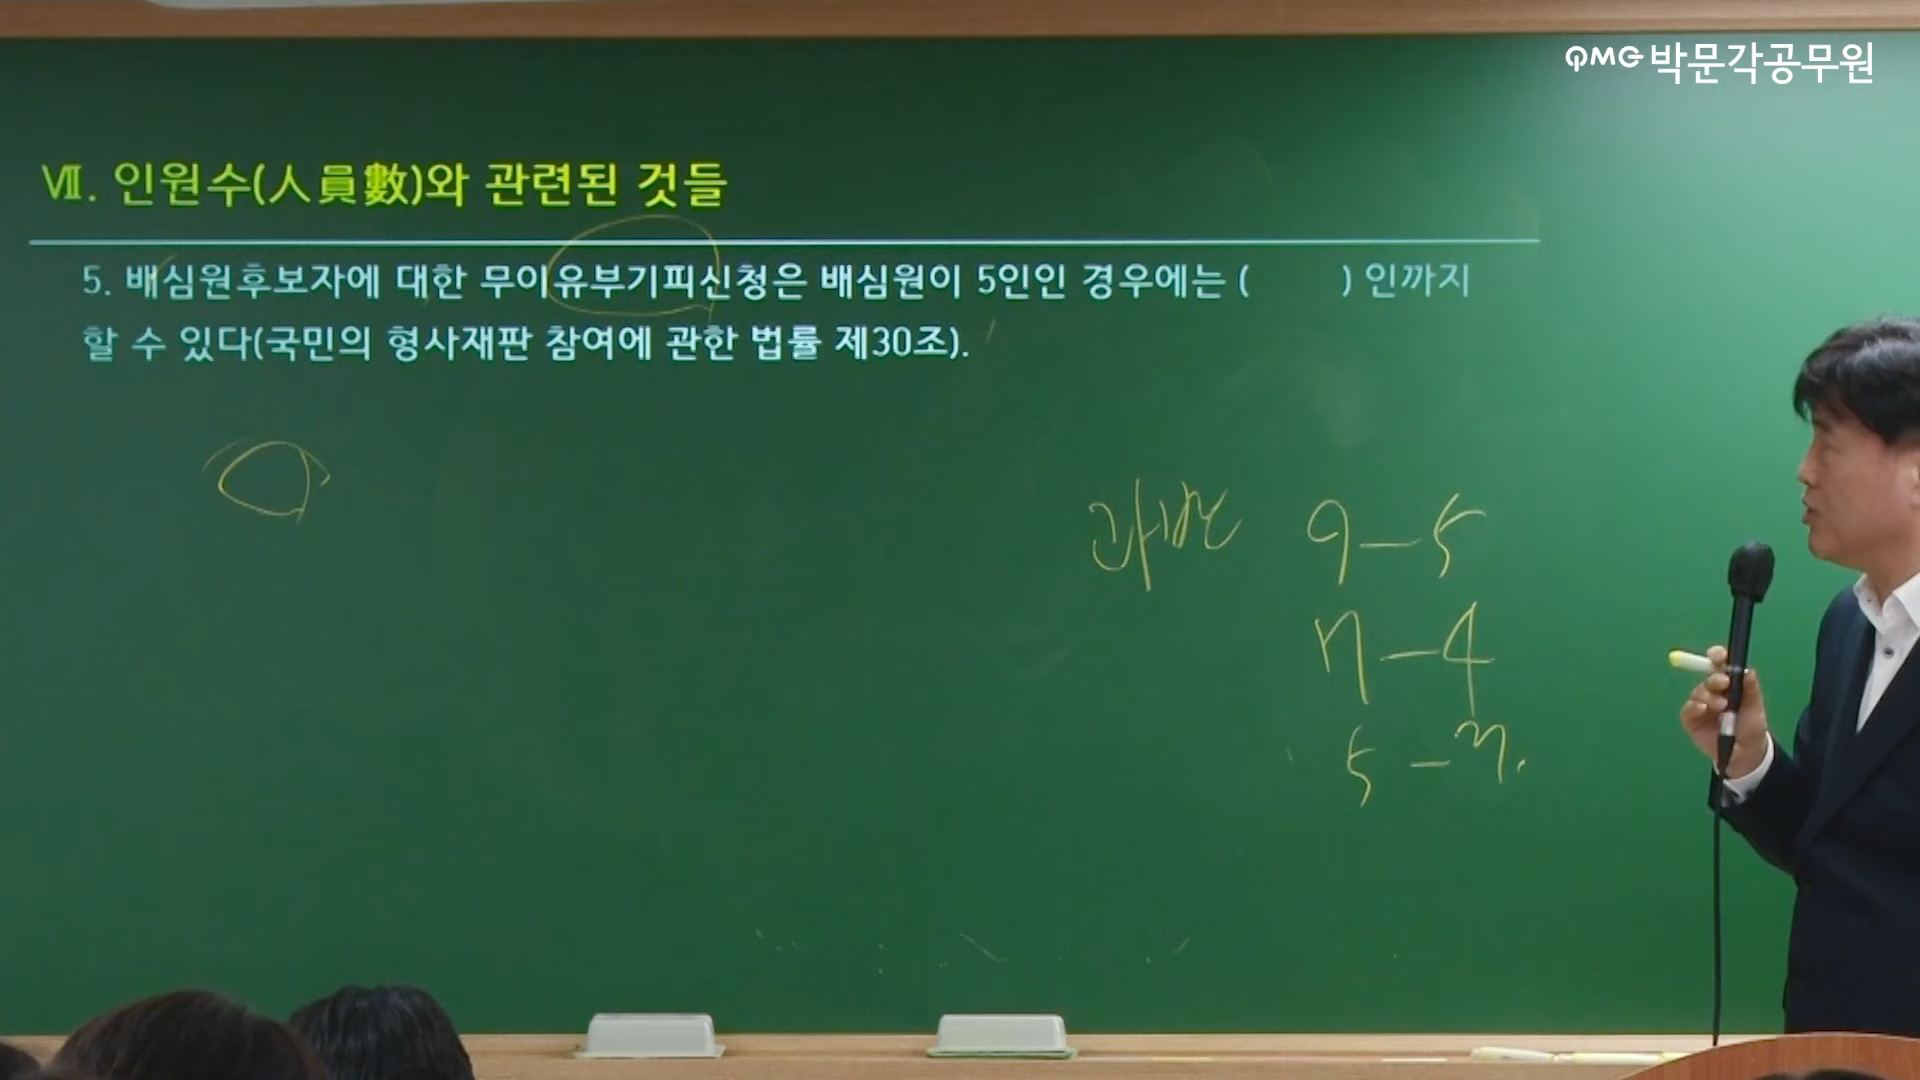 PMG 박문각공무원
Ⅶ. 인원수(人員數)와 관련된 것들
5. 배심원후보자에 대한 무이유부기피신청은 배심원이 5인인 경우에는 ( ) 인까지
할 수 있다(국민의 형사재판 참여에 관한 법률 제30조).
9 - 5
7 - 4
5 - 3.